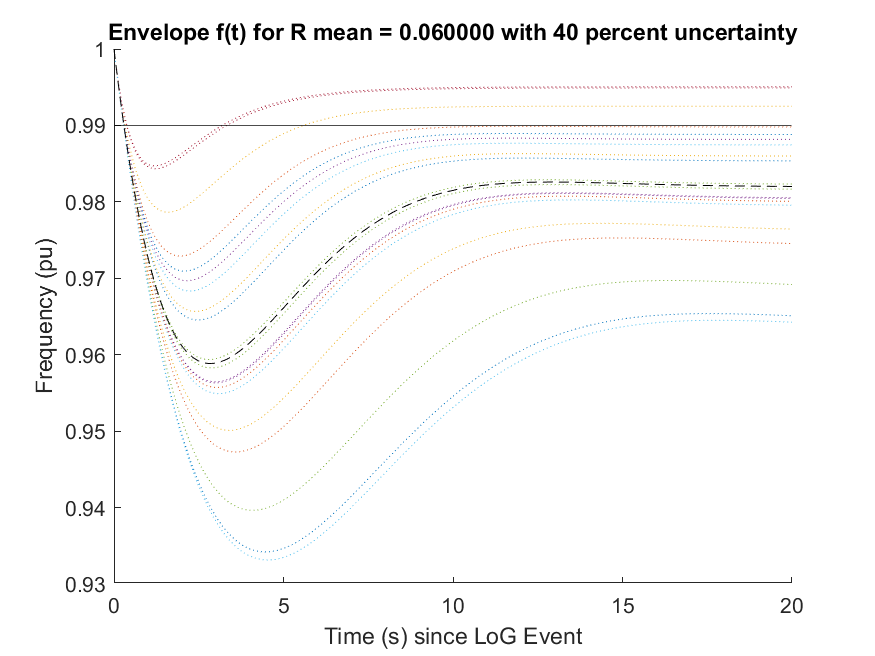 Envelope f(t) for R mean = 0.060000 with 40 percent uncertainty
1
0.99
0.98
0.97
0.96
0.95
0.94
0.93
Frequency (pu)
0 5 10 15 20
Time (s) since LoG Event